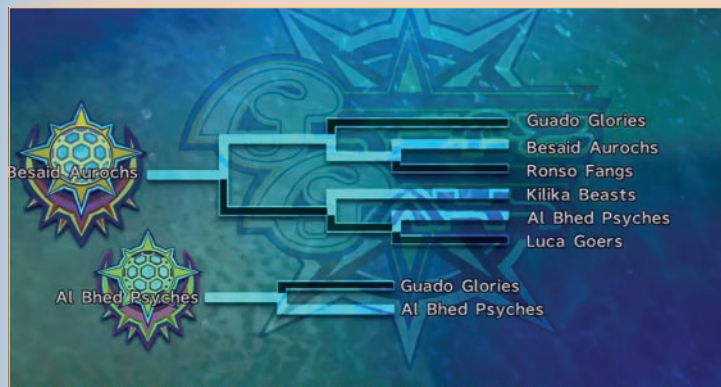 Guado Glories
Besaid Aurochs
Ronso Fangs
Besaid Aurochs
Kilika Beasts
Al Bhed Psyches
Luca Goers
Guado Glories
Al Bhed Psyches
Al Bhed Psyches